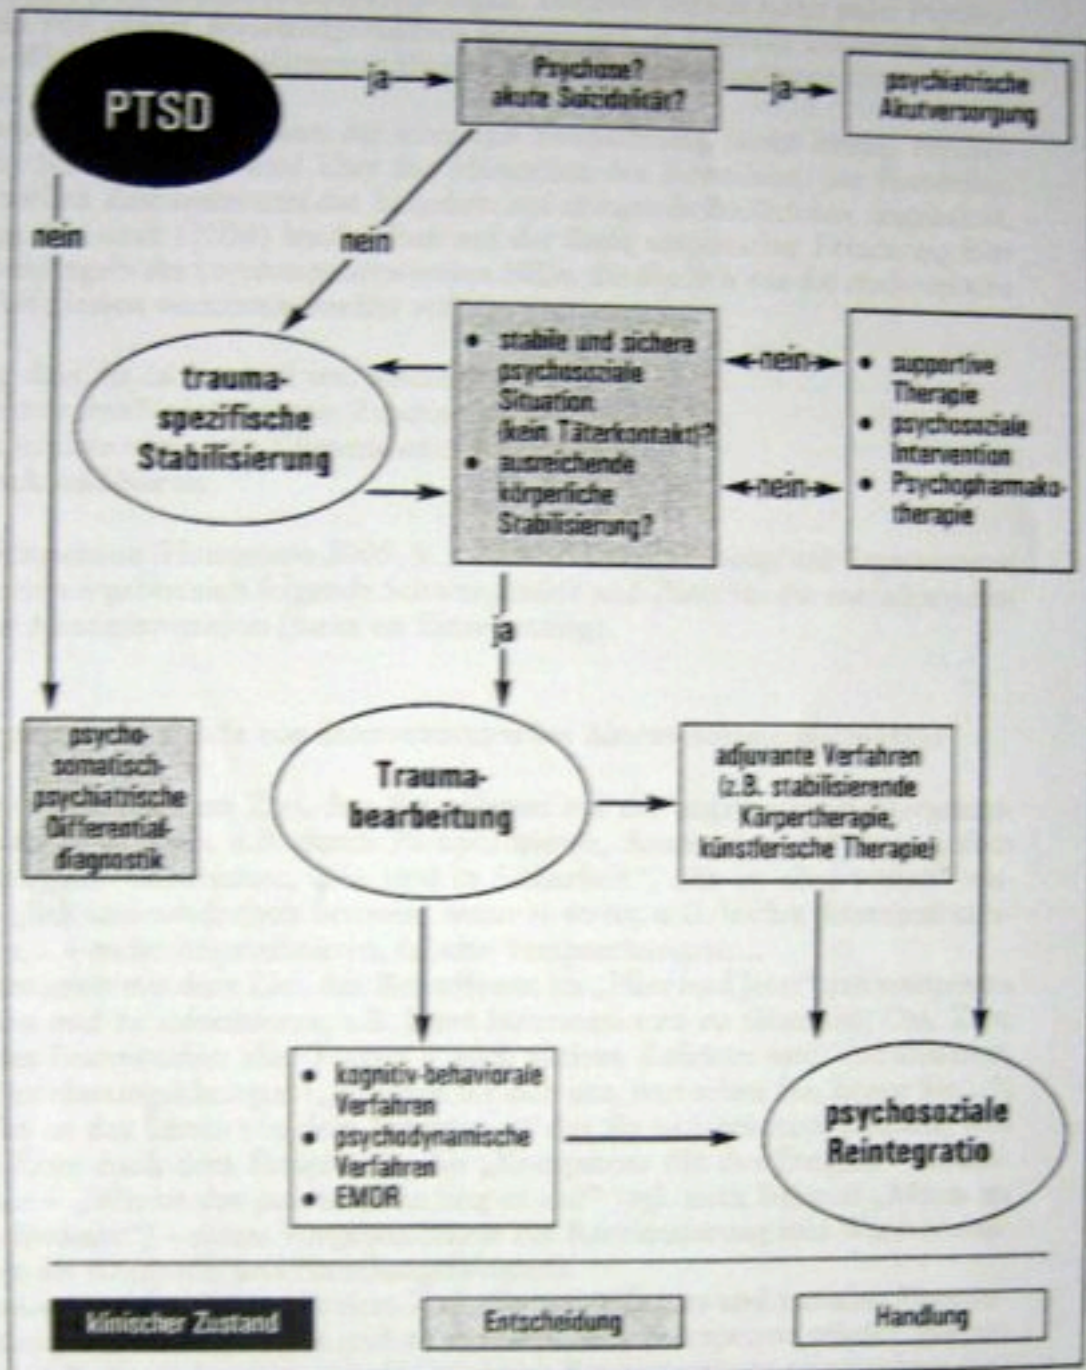 PTSD
ja
Psychose?
akute Suizidalität?
ja
psychiatrische
Akutversorgung
nein
nein
trauma-
spezifische
Stabilisierung
• stabile und sichere
psychosoziale
Situation
(kein Täterkontakt)?
• ausreichende
körperliche
Stabilisierung?
nein
nein
• supportive
Therapie
• psychosoziale
Intervention
• Psychopharmako-
therapie
ja
psycho-
somatisch-
psychiatrische
Differential-
diagnostik
Trauma-
bearbeitung
adjuvante Verfahren
(z.B. stabilisierende
Körpertherapie,
künstlerische Therapie)
• kognitiv-behaviorale
Verfahren
• psychodynamische
Verfahren
• EMDR
psychosoziale
Reintegratio
klinischer Zustand
Entscheidung
Handlung